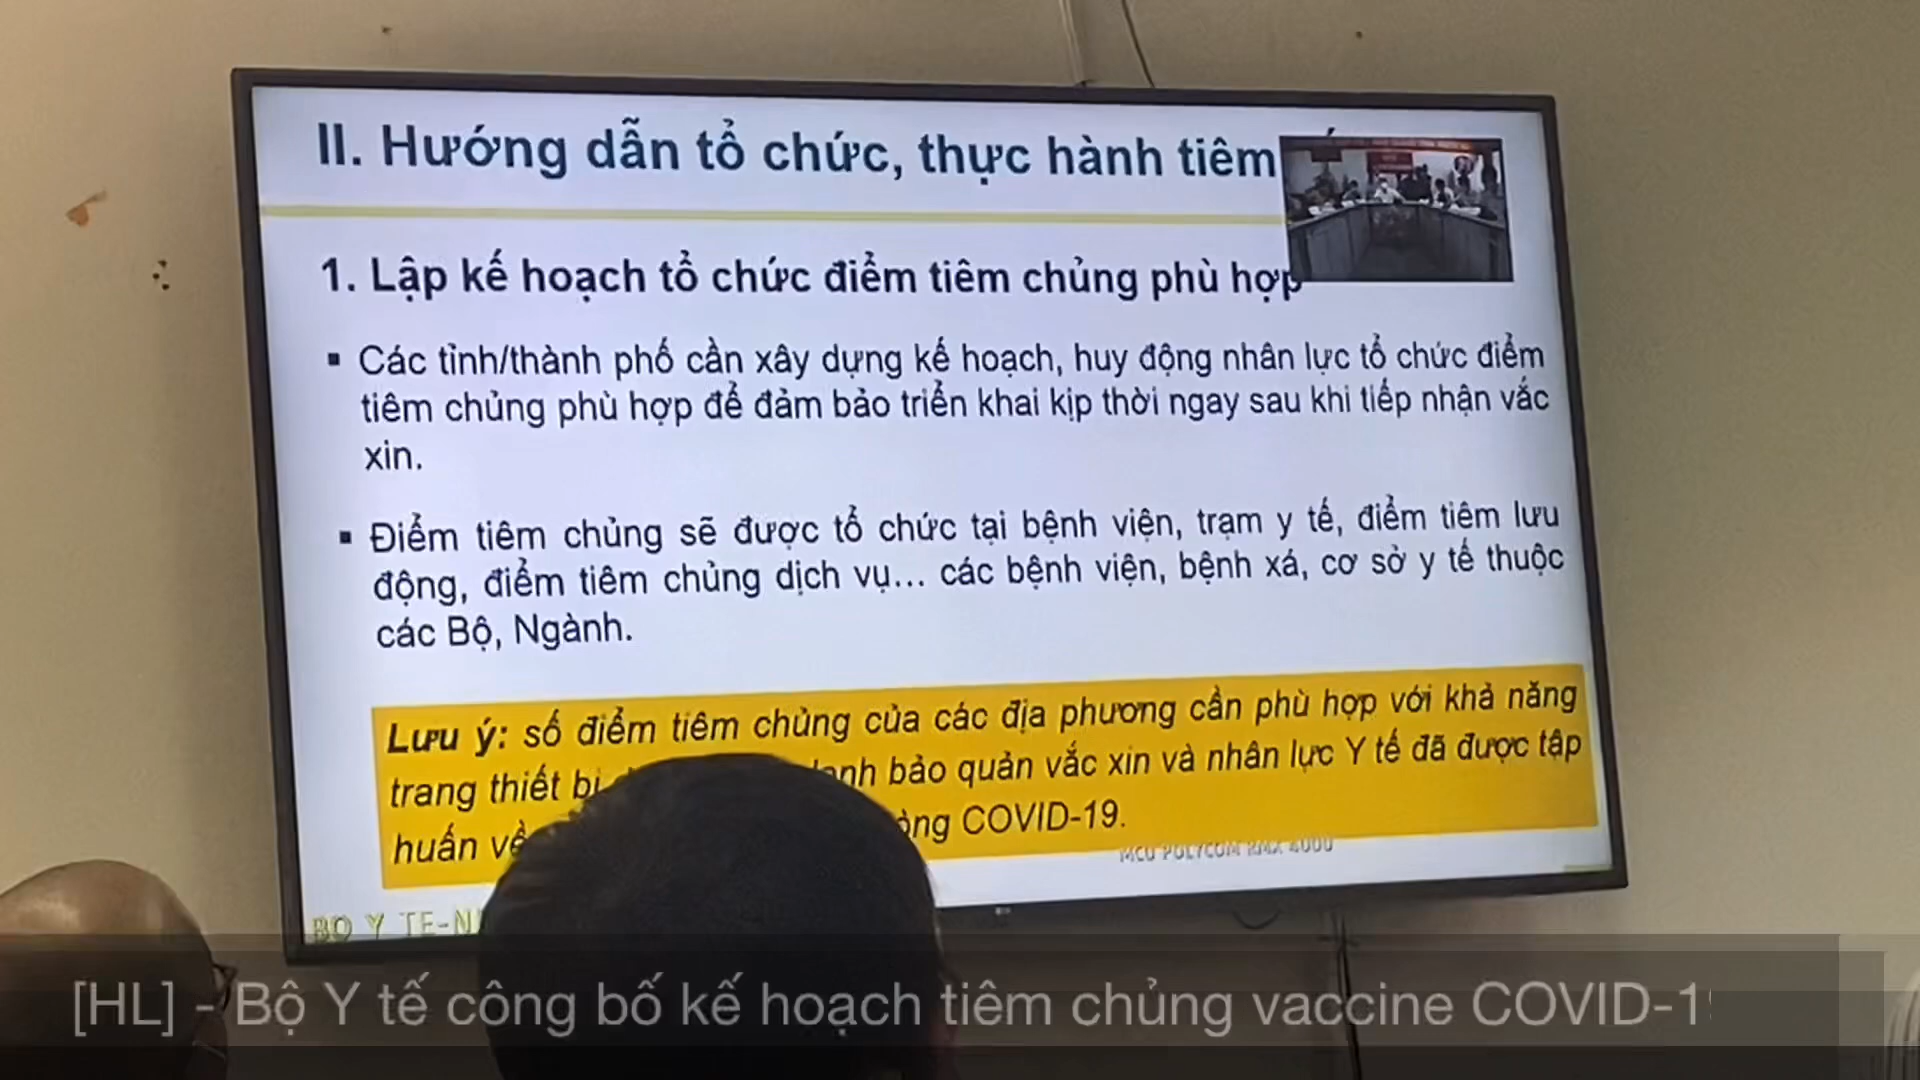 II. Hướng dẫn tổ chức, thực hành tiêm
1. Lập kế hoạch tổ chức điểm tiêm chủng phù hợp
▪ Các tỉnh/thành phố cần xây dựng kế hoạch, huy động nhân lực tổ chức điểm
tiêm chủng phù hợp để đảm bảo triển khai kịp thời ngay sau khi tiếp nhận vắc
xin.
▪ Điểm tiêm chủng sẽ được tổ chức tại bệnh viện, trạm y tế, điểm tiêm lưu
động, điểm tiêm chủng dịch vụ... các bệnh viện, bệnh xá, cơ sở y tế thuộc
các Bộ, Ngành.
Lưu ý: số điểm tiêm chủng của các địa phương cần phù hợp với khả năng
trang thiết bị bảo quản vắc xin và nhân lực Y tế đã được tập
huấn về COVID-19.
MCU POLYCOM RMX 4000
BO Y TE-
[HL] - Bộ Y tế công bố kế hoạch tiêm chủng vaccine COVID-19